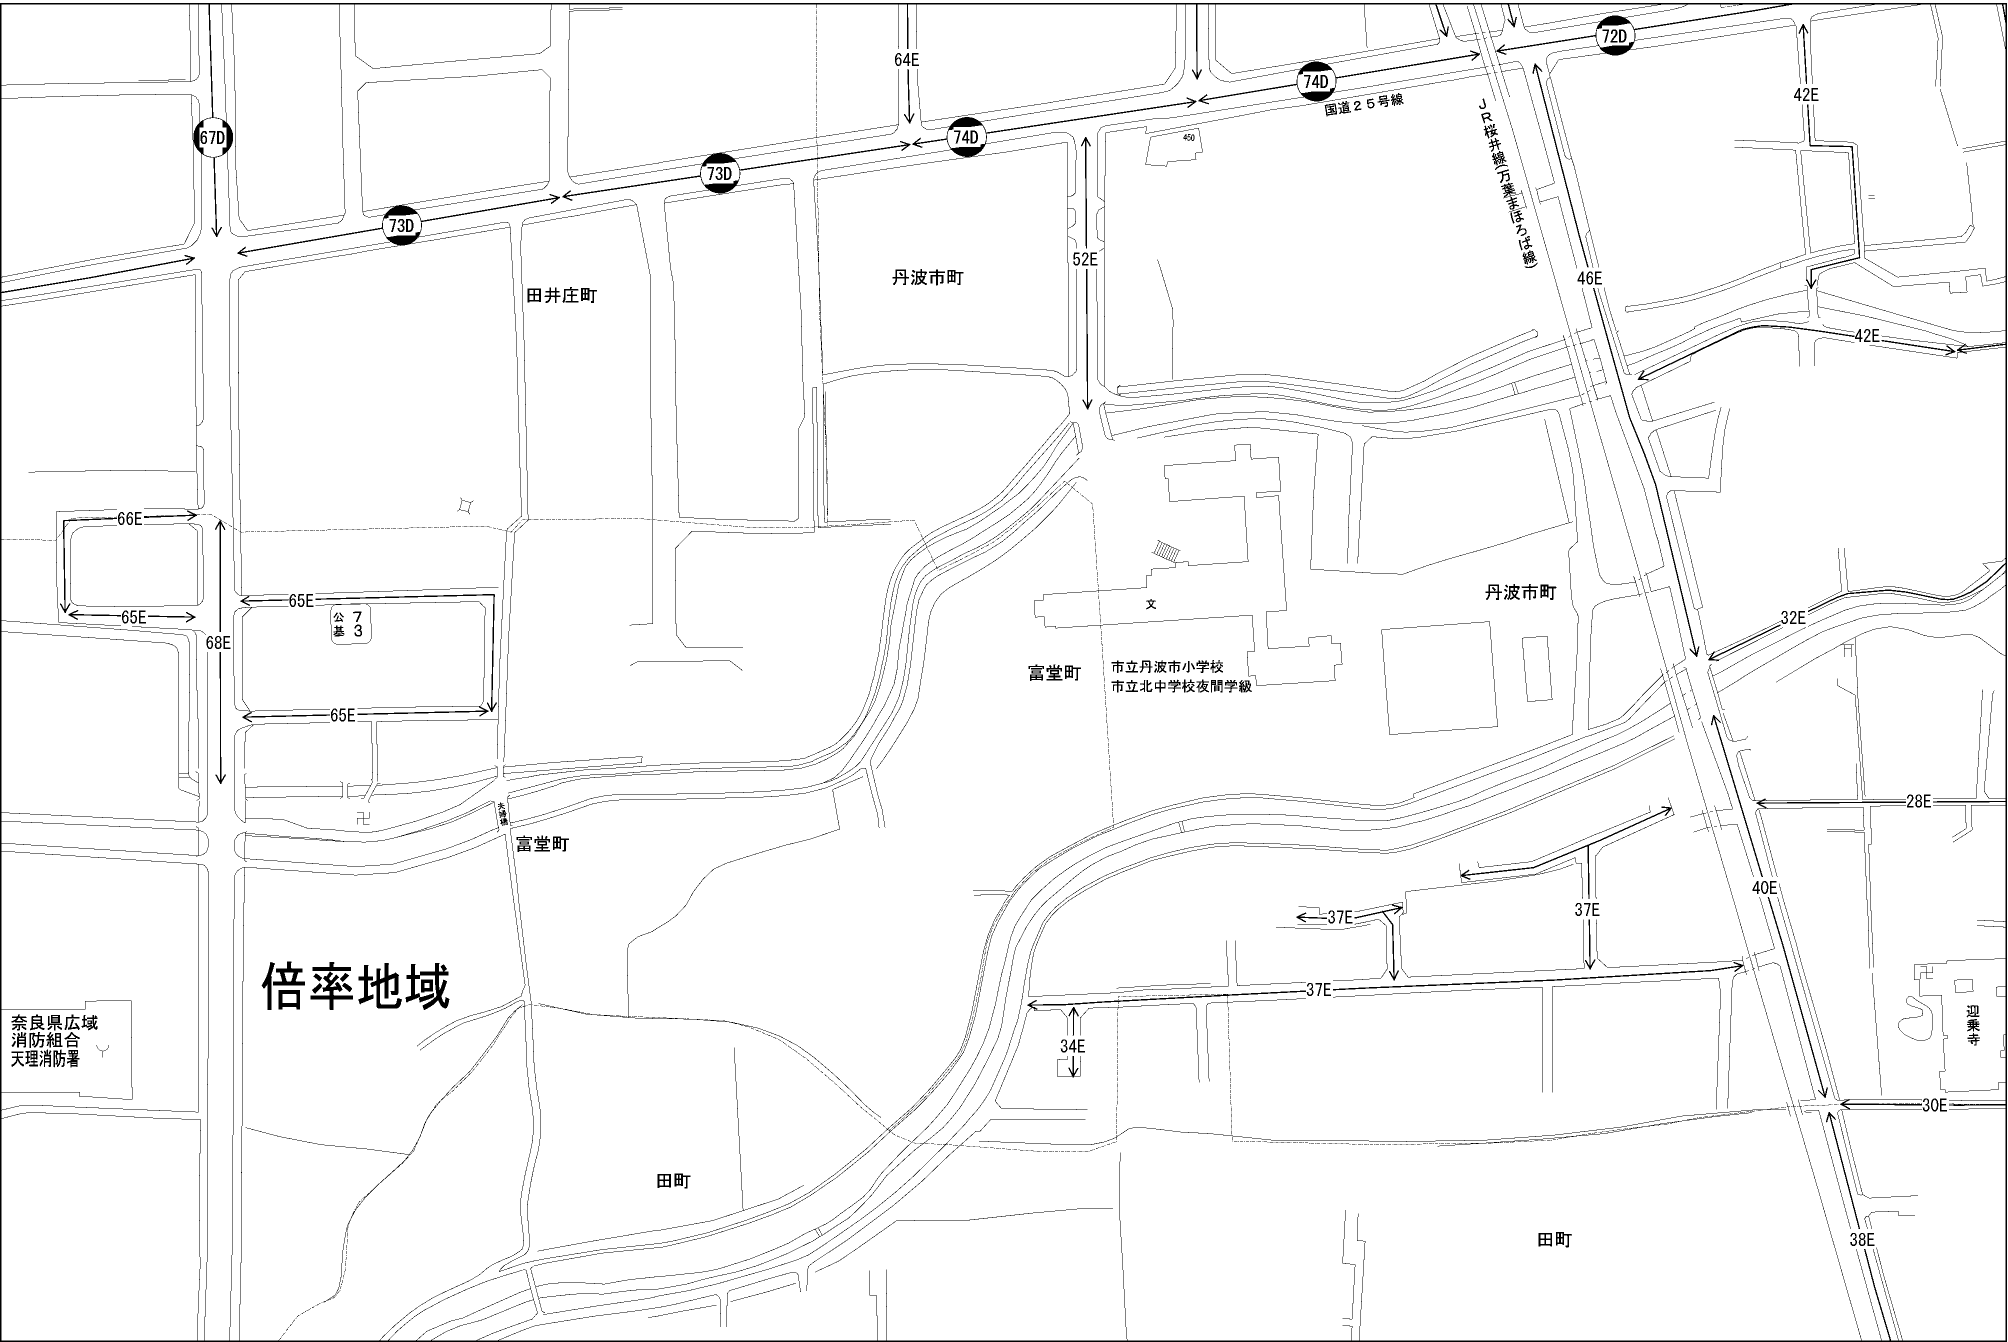 72D
64E
74D
国道２５号線
42E
67D
74D
450
ＪＲ桜井線(万葉まほろば線)
73D
73D
52E
丹波市町
46E
田井庄町
42E
66E
65E
公 7
基 3
65E
68E
文
丹波市町
32E
富堂町
市立丹波市小学校
市立北中学校夜間学級
65E
28E
夫婦橋
富堂町
40E
37E
37E
倍率地域
37E
奈良県広域
消防組合
天理消防署
34E
迎乗寺
30E
田町
田町
38E